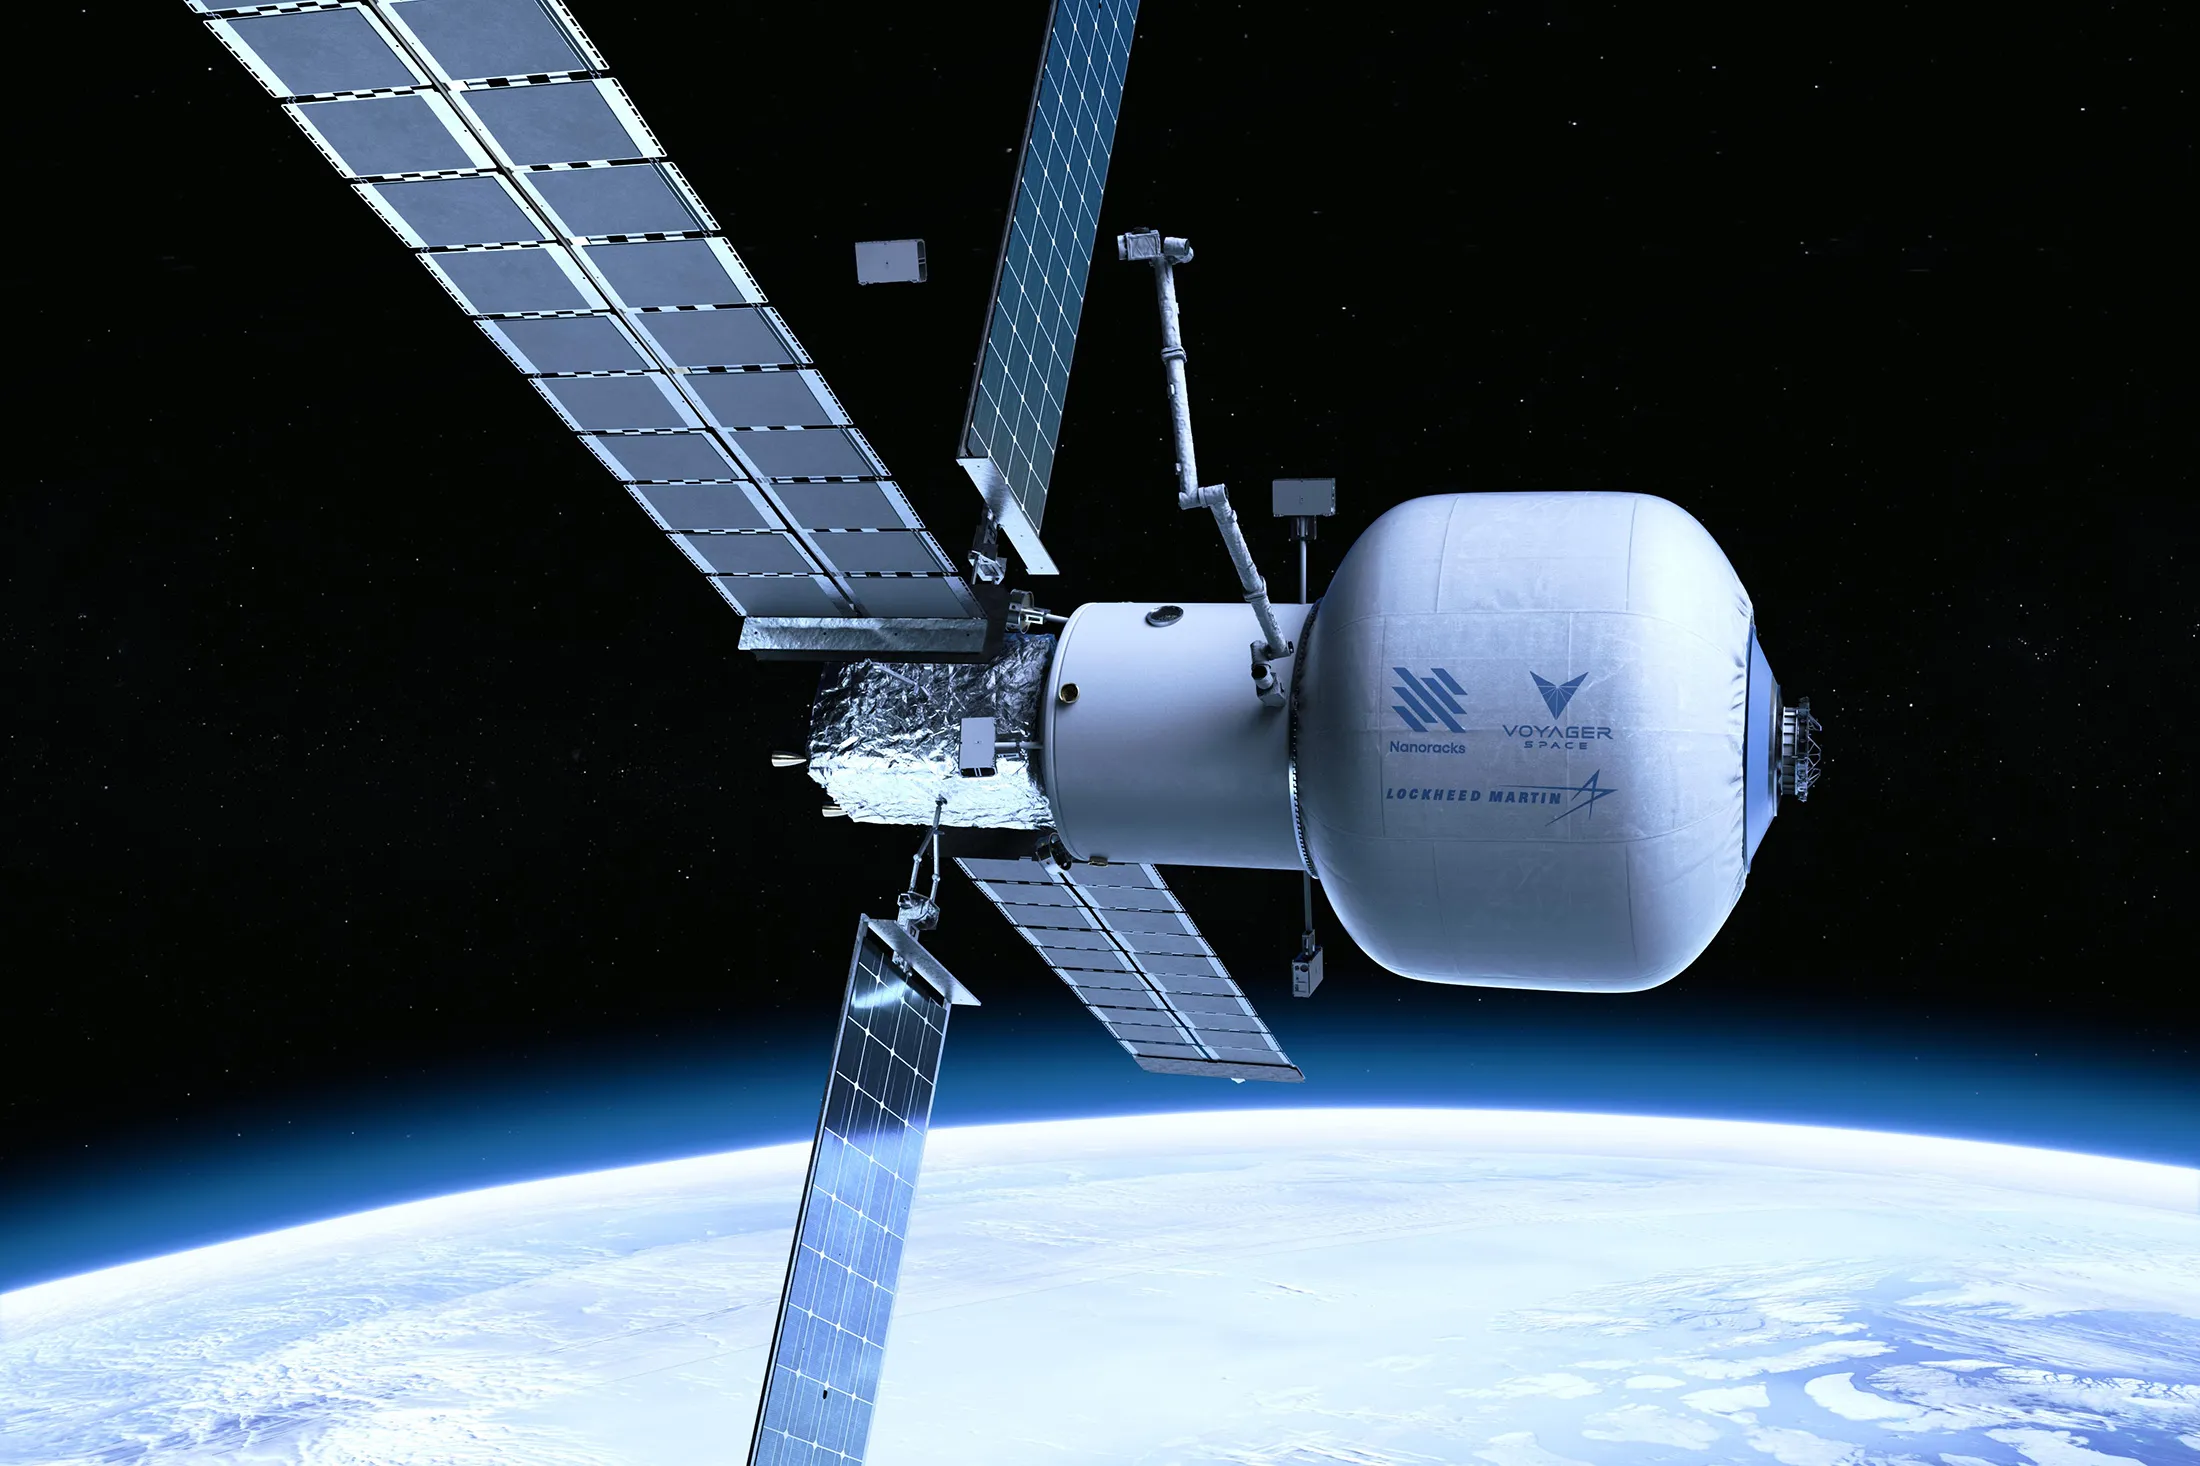 Nanoracks
VOYAGER
SPACE
LOCKHEED MARTIN